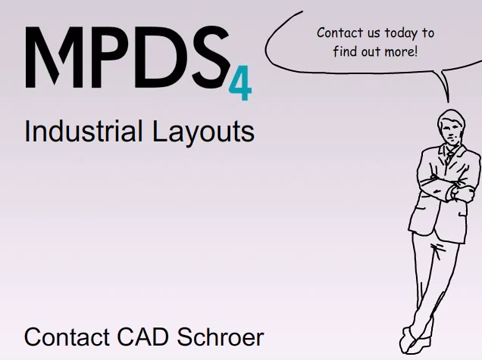 MPDS4
Industrial Layouts
Contact us today to
find out more!
Contact CAD Schroer